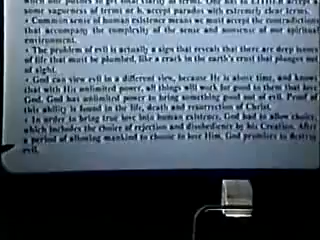 some vagueness of terms or b. accept paradox with extremely clear terms.
• Common sense of human existence means we must accept the contradictions
that accompany the complexity of the sense and nonsense of our spiritual
environment.
• The problem of evil is actually a sign that reveals that there are deep issues
of life that must be plumbed, like a crack in the earth's crust that plunges out
of sight.
• God can view evil in a different view, because He is above time, and knows
that with His unlimited power, all things will work for good to them that love
God. God has unlimited power to bring something good out of evil. Proof of
this ability is found in the life, death and resurrection of Christ.
• In order to bring true love into human existence, God had to allow choice,
which includes the choice of rejection and disobedience by his Creation. After
a period of allowing mankind to choose to love Him, God promises to destroy
evil.